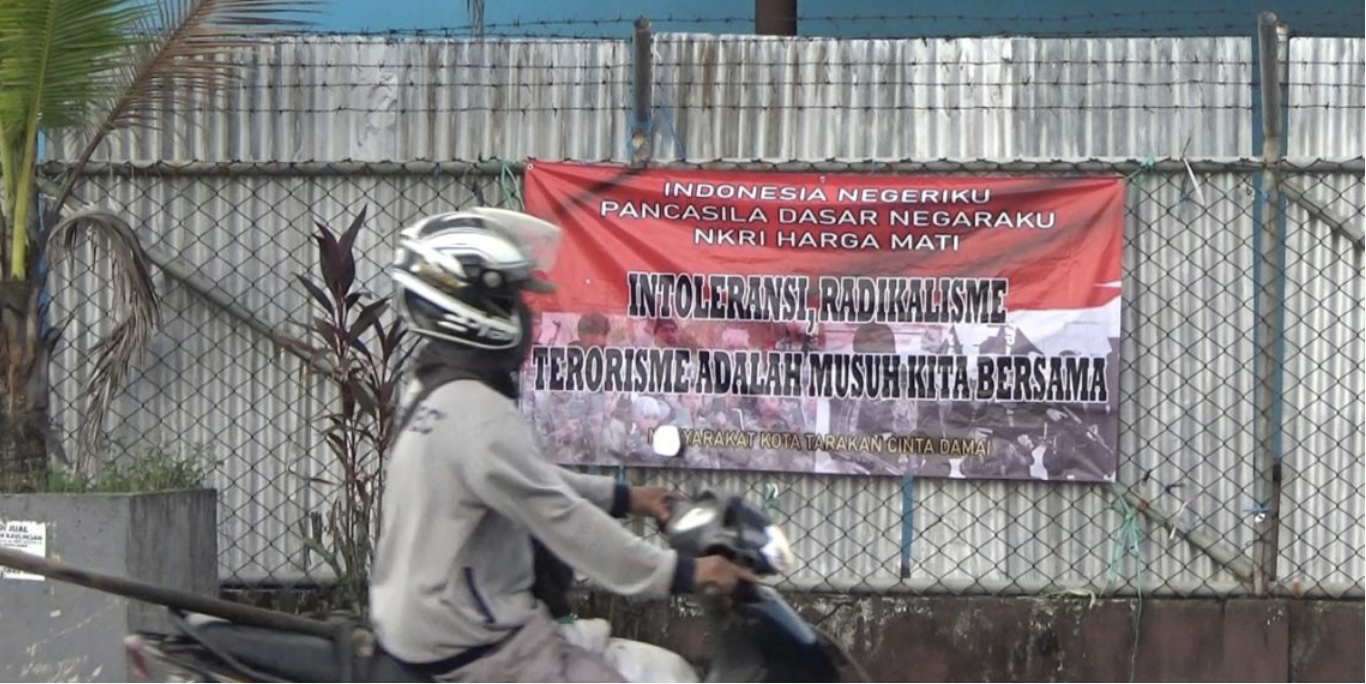 INDONESIA NEGERIKU
PANCASILA DASAR NEGARAKU
NKRI HARGA MATI
INTOLERANSI, RADIKALISME
TERORISME ADALAH MUSUH KITA BERSAMA
KOTA TARAKAN CINTA DAMAI
JUAL